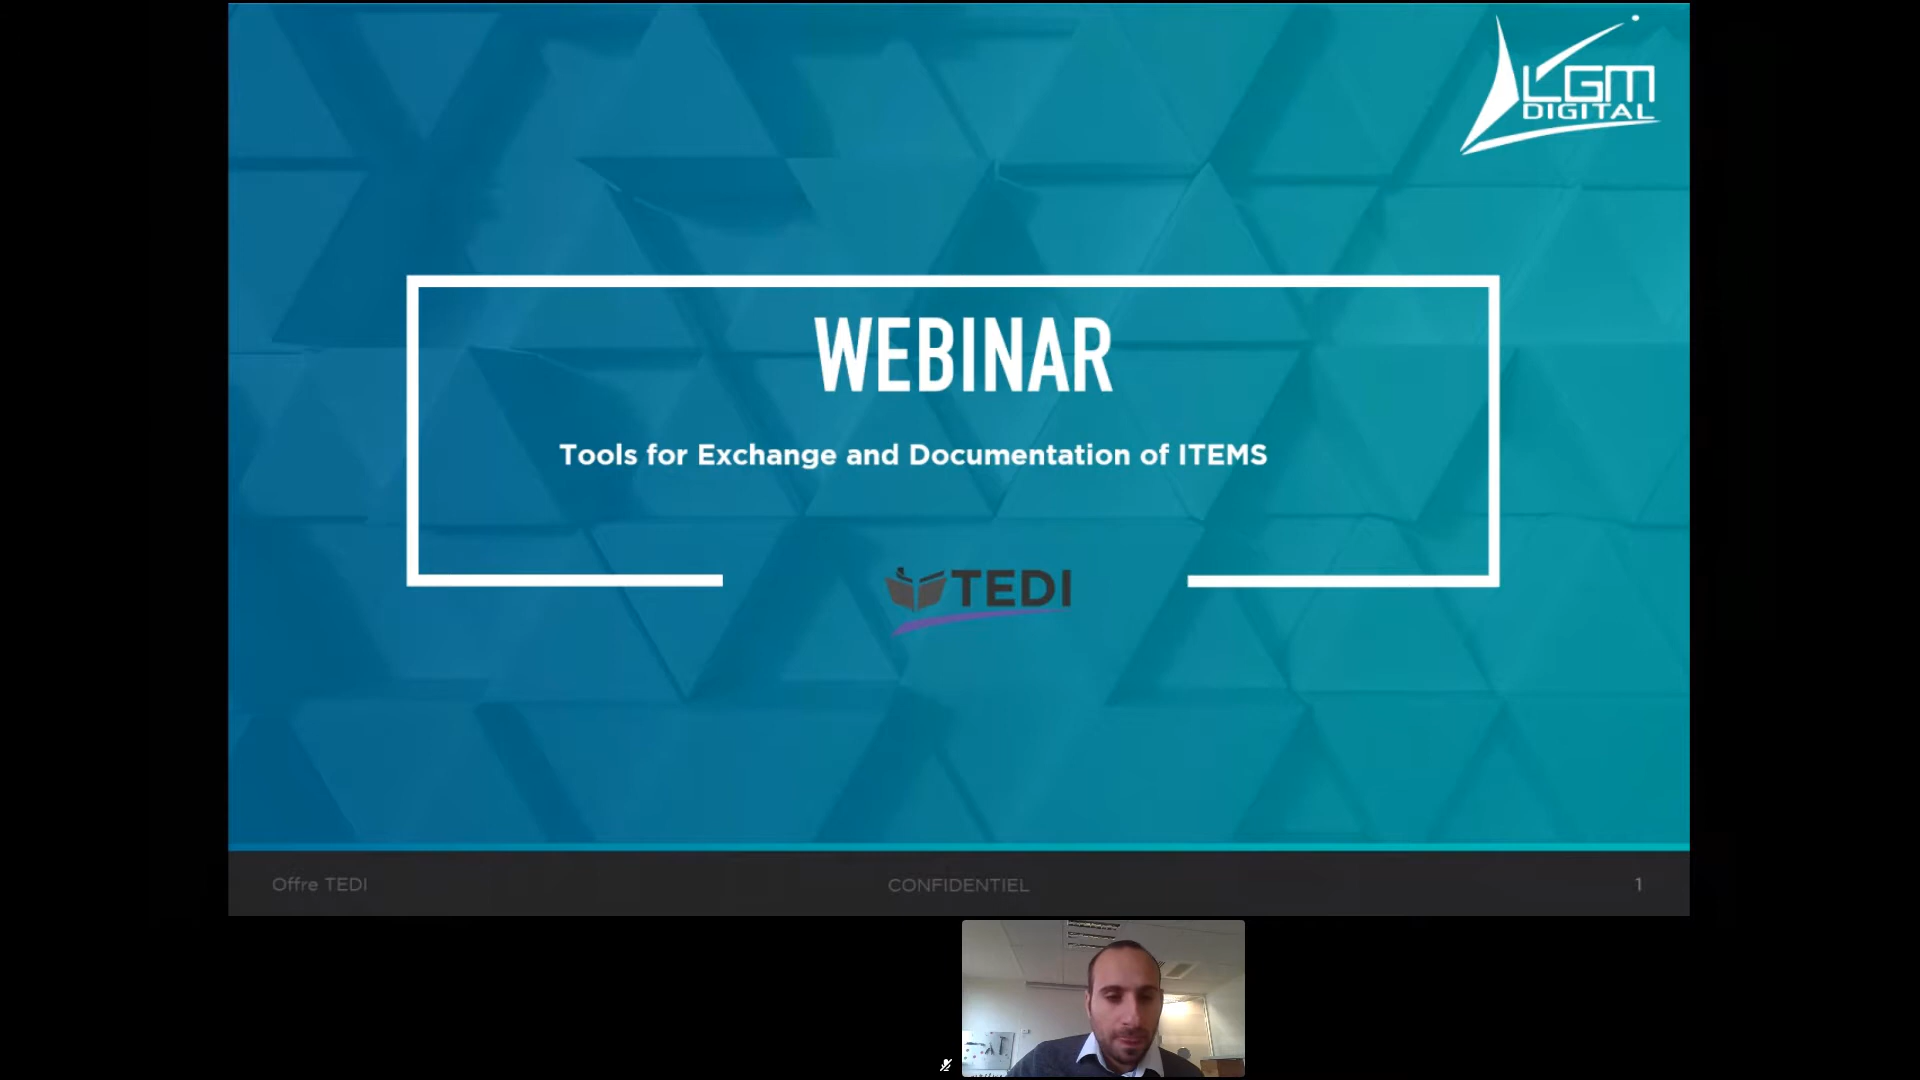 LGM
DIGITAL
WEBINAR
Tools for Exchange and Documentation of ITEMS
TEDI
Offre TEDI
CONFIDENTIEL
1